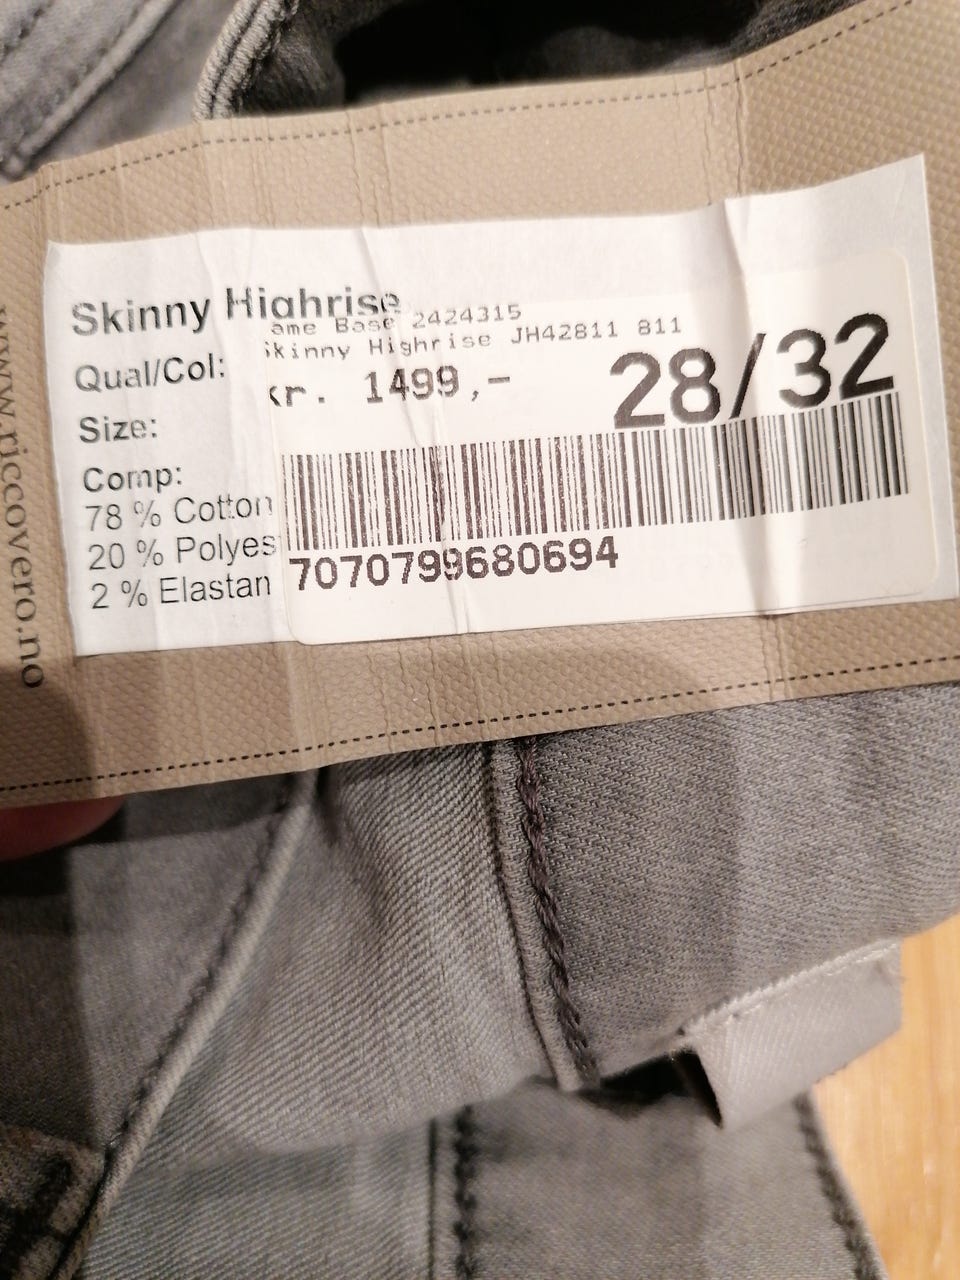 Skinny Highrise
ame Base 2424315
Skinny Highrise JH42811 811
Qual/Col:
kr. 1499,-
28/32
Size:
Comp:
78 % Cotton
20 % Polyes
2 % Elastan
7070799680694
www.riccovero.no